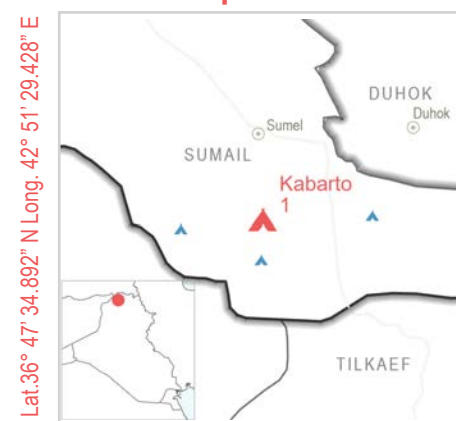 Lat.36° 47' 34.892" N Long. 42° 51' 29.428" E
DUHOK
Duhok
Sumel
SUMAIL
Kabarto
1
TILKAEF